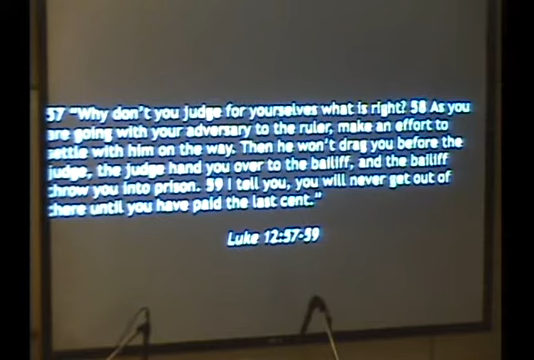 57 “Why don't you judge for yourselves what is right? 58 As you
are going with your adversary to the ruler, make an effort to
settle with him on the way. Then he won't drag you before the
judge, the judge hand you over to the bailiff, and the bailiff
throw you into prison. 59 I tell you, you will never get out of
there until you have paid the last cent.”
Luke 12:57-59